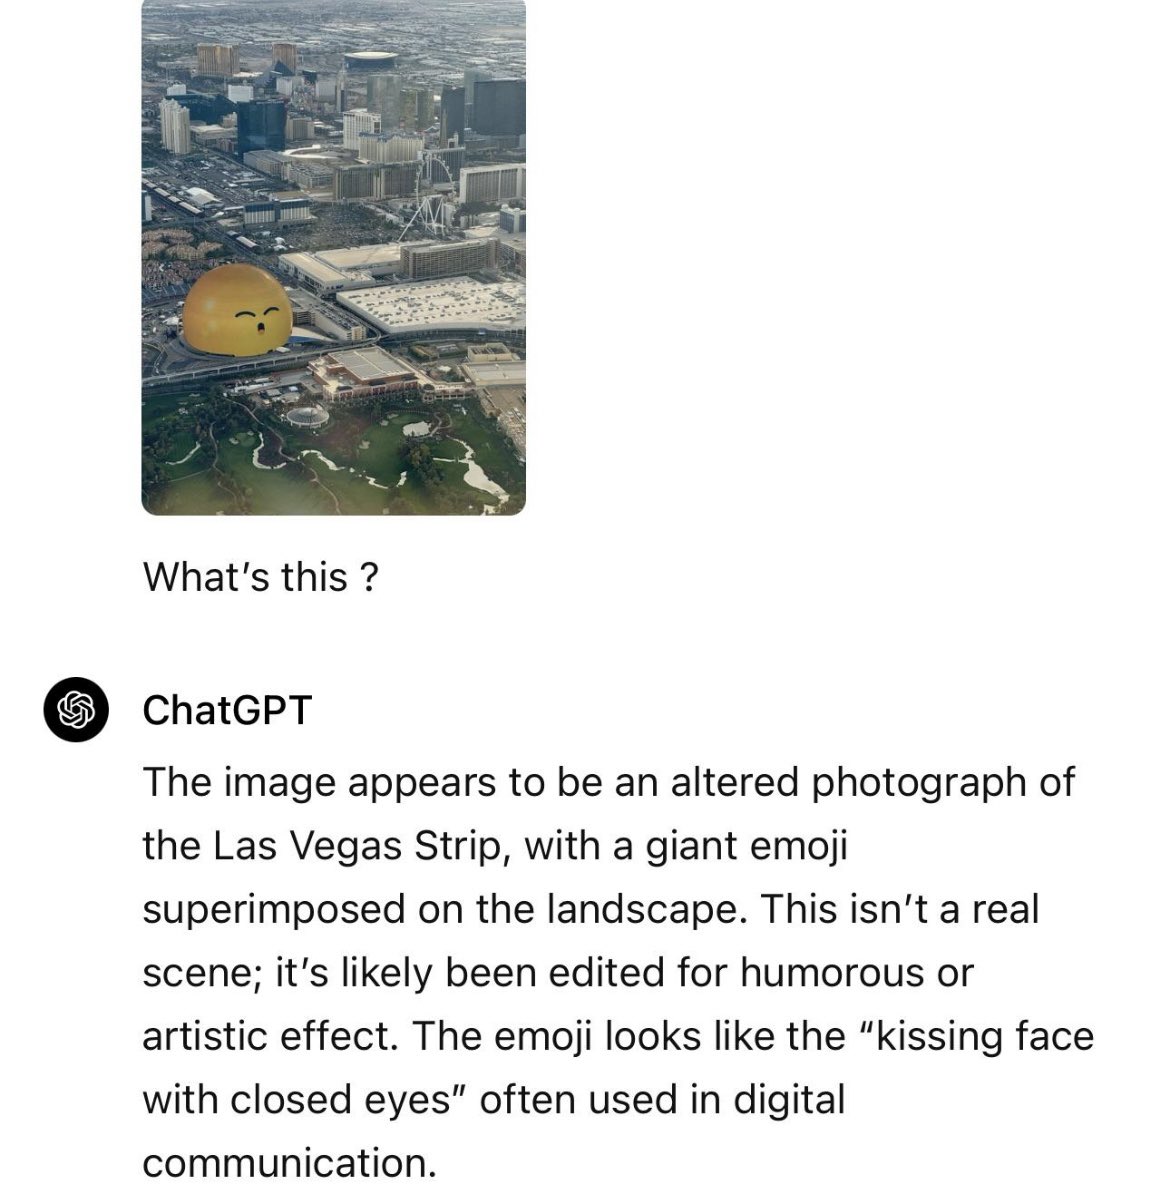 What’s this ?
ChatGPT
The image appears to be an altered photograph of
the Las Vegas Strip, with a giant emoji
superimposed on the landscape. This isn’t a real
scene; it’s likely been edited for humorous or
artistic effect. The emoji looks like the “kissing face
with closed eyes” often used in digital
communication.